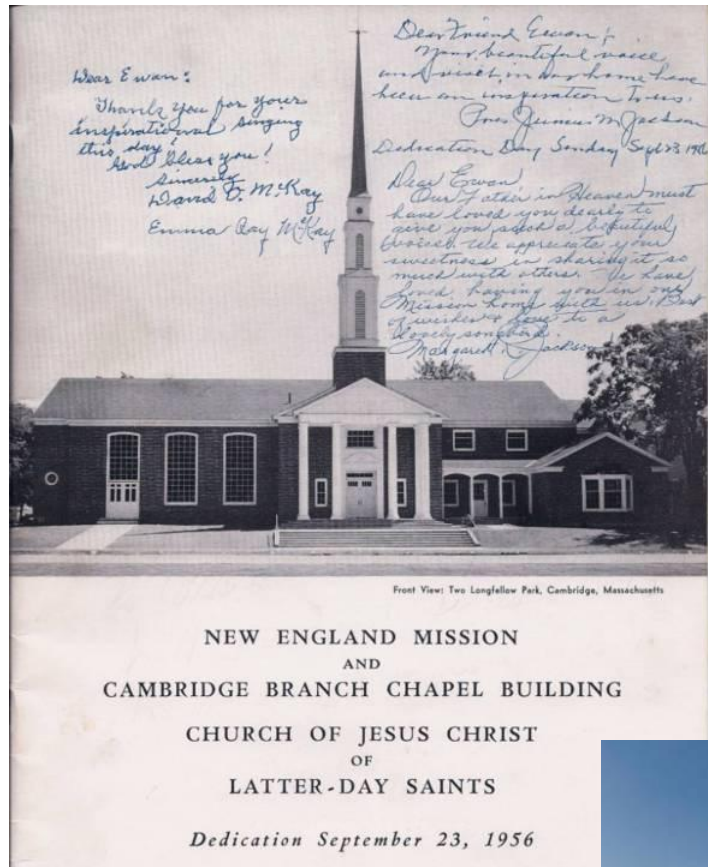 Dear Ewan:
Thank you for your
inspirational singing
this day!
God bless you!
Sincerely
David O. McKay
Emma Ray McKay
Dear Friend Ewan;
Your beautiful voice
and visit, in our home have
been an inspiration to us.
Pres. M. Jackson
Dedication Day Sunday Sept 23, 1956
Dear Ewan,
Our Father in Heaven must
have loved you dearly to
give you such a beautiful
voice. We appreciate your
sweetness in sharing it so
much with others. We have
loved having you in our
Mission home with us. Best
of wishes & love to a
lovely songbird.
Margaret Jackson
Front View: Two Longfellow Park, Cambridge, Massachusetts
NEW ENGLAND MISSION
AND
CAMBRIDGE BRANCH CHAPEL BUILDING
CHURCH OF JESUS CHRIST
OF
LATTER-DAY SAINTS
Dedication September 23, 1956